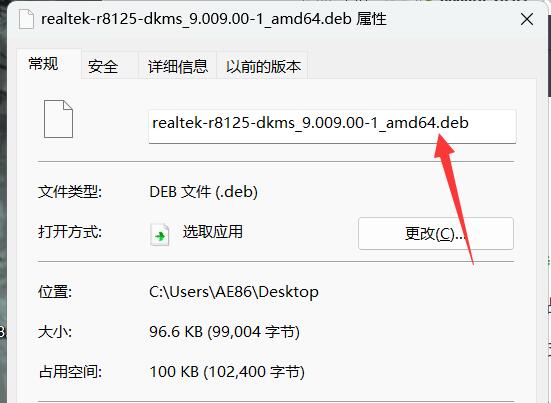 realtek-r8125-dkms_9.009.00-1_amd64.deb 属性
常规 安全 详细信息 以前的版本
realtek-r8125-dkms_9.009.00-1_amd64.deb
文件类型: DEB 文件 (.deb)
打开方式: 选取应用 更改(C)...
位置: C:\Users\AE86\Desktop
大小: 96.6 KB (99,004 字节)
占用空间: 100 KB (102,400 字节)